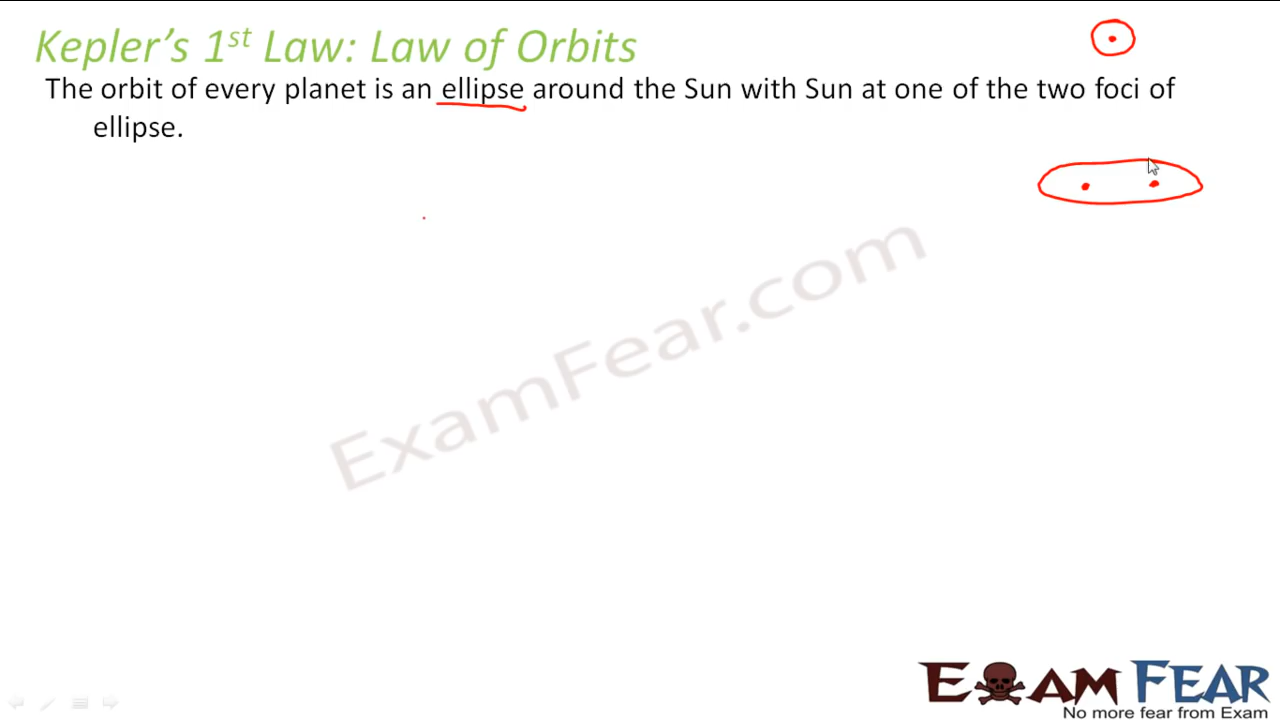 Kepler's 1st Law: Law of Orbits
The orbit of every planet is an ellipse around the Sun with Sun at one of the two foci of
ellipse.
ExamFear.com
EXAM FEAR
No more fear from Exam